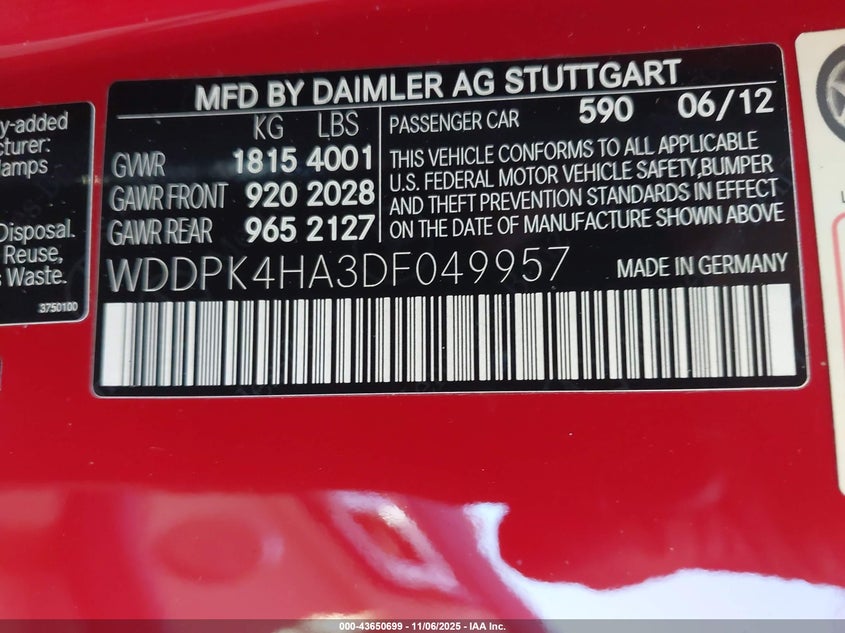 y-added
cturer:
amps
Disposal.
Reuse,
s Waste.
3750100
MFD BY DAIMLER AG STUTTGART
KG LBS
GVWR 1815 4001
GAWR FRONT 920 2028
GAWR REAR 965 2127
PASSENGER CAR 590 06/12
THIS VEHICLE CONFORMS TO ALL APPLICABLE
U.S. FEDERAL MOTOR VEHICLE SAFETY,BUMPER
AND THEFT PREVENTION STANDARDS IN EFFECT
ON THE DATE OF MANUFACTURE SHOWN ABOVE
WDDPK4HA3DF049957 MADE IN GERMANY
000-43650699 | 11/06/2025 - IAA Inc.